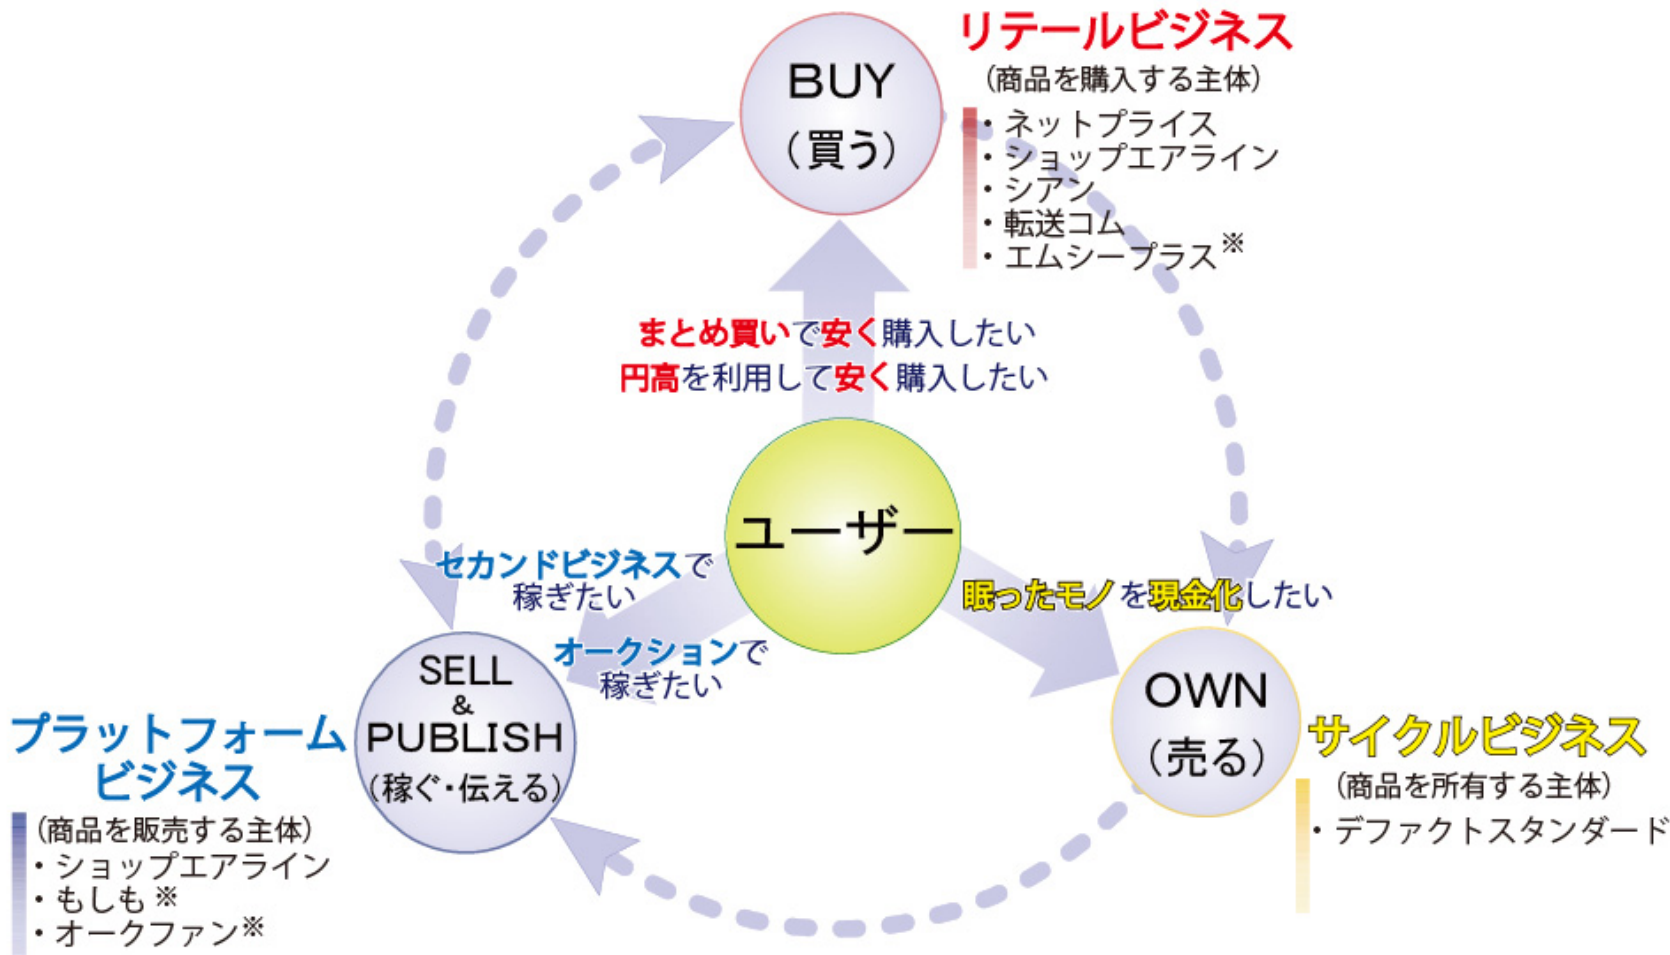 BUY
（買う）
リテールビジネス
（商品を購入する主体）
・ネットプライス
・ショップエアライン
・シアン
・転送コム
・エムシープラス※
まとめ買いで安く購入したい
円高を利用して安く購入したい
ユーザー
セカンドビジネスで
稼ぎたい
オークションで
稼ぎたい
眠ったモノを現金化したい
SELL
&
PUBLISH
（稼ぐ・伝える）
プラットフォーム
ビジネス
（商品を販売する主体）
・ショップエアライン
・もしも※
・オークファン※
OWN
（売る）
サイクルビジネス
（商品を所有する主体）
・デファクトスタンダード